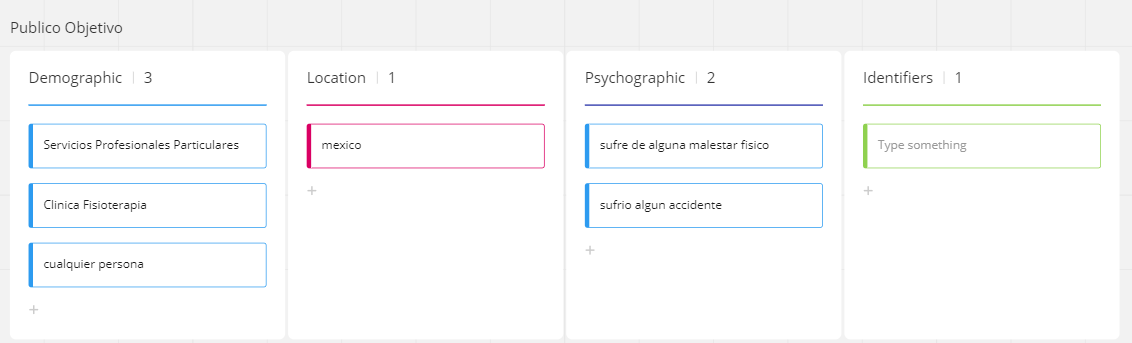 Publico Objetivo
Demographic | 3
Servicios Profesionales Particulares
Clinica Fisioterapia
cualquier persona
+
Location | 1
mexico
+
Psychographic | 2
sufre de alguna malestar fisico
sufrio algun accidente
+
Identifiers | 1
Type something
+